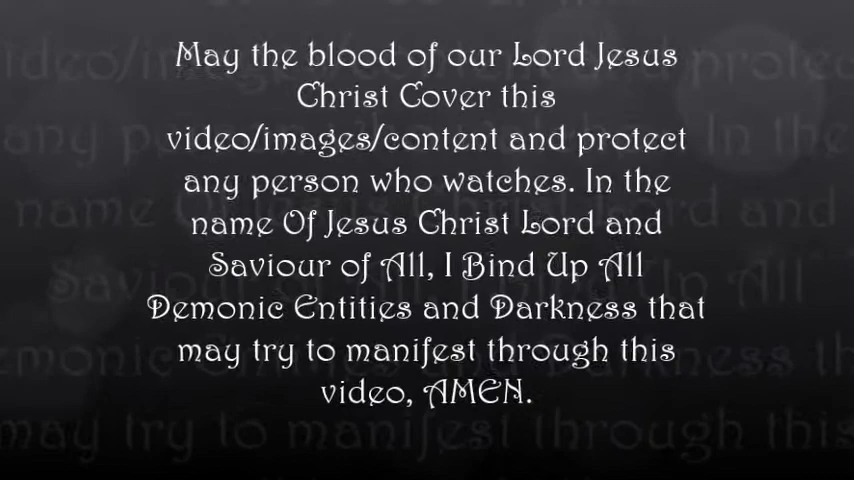 May the blood of our Lord Jesus
Christ Cover this
video/images/content and protect
any person who watches. In the
name Of Jesus Christ Lord and
Saviour of All, I Bind Up All
Demonic Entities and Darkness that
may try to manifest through this
video, AMEN.